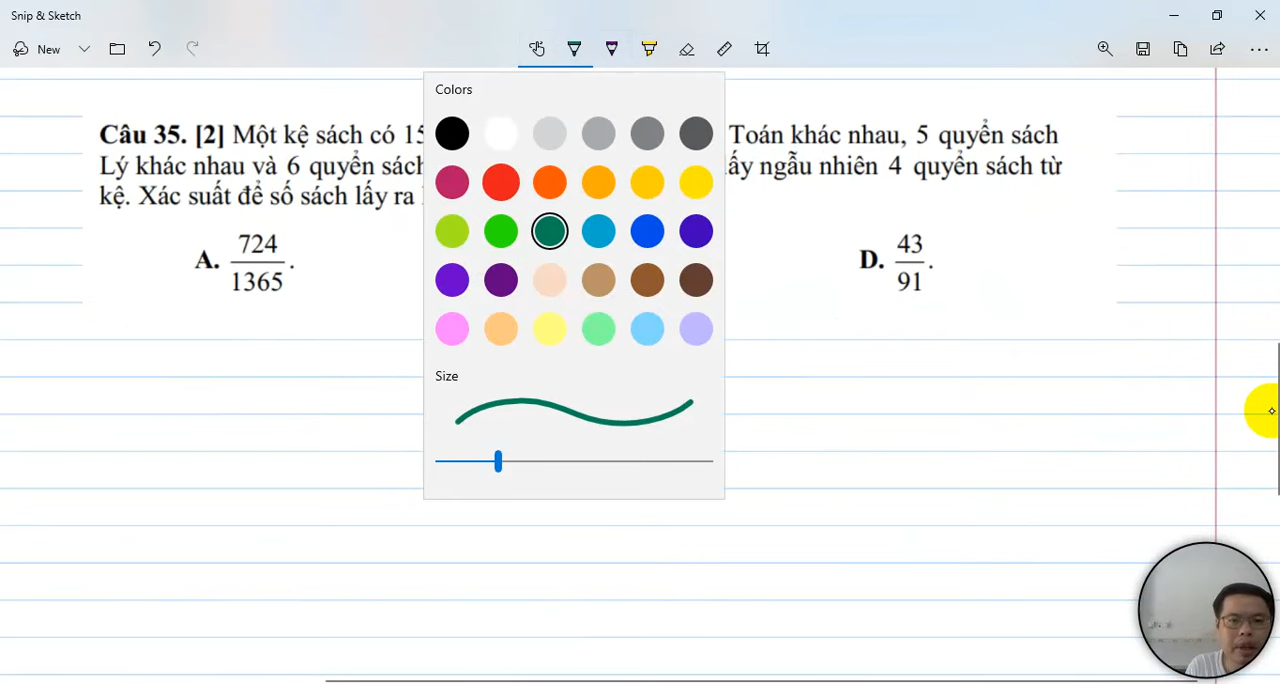 Snip & Sketch
New
Colors
Câu 35. [2] Một kệ sách có 15 Toán khác nhau, 5 quyển sách
Lý khác nhau và 6 quyển sách lấy ngẫu nhiên 4 quyển sách từ
kệ. Xác suất để số sách lấy ra
A. 724/1365. D. 43/91.
Size